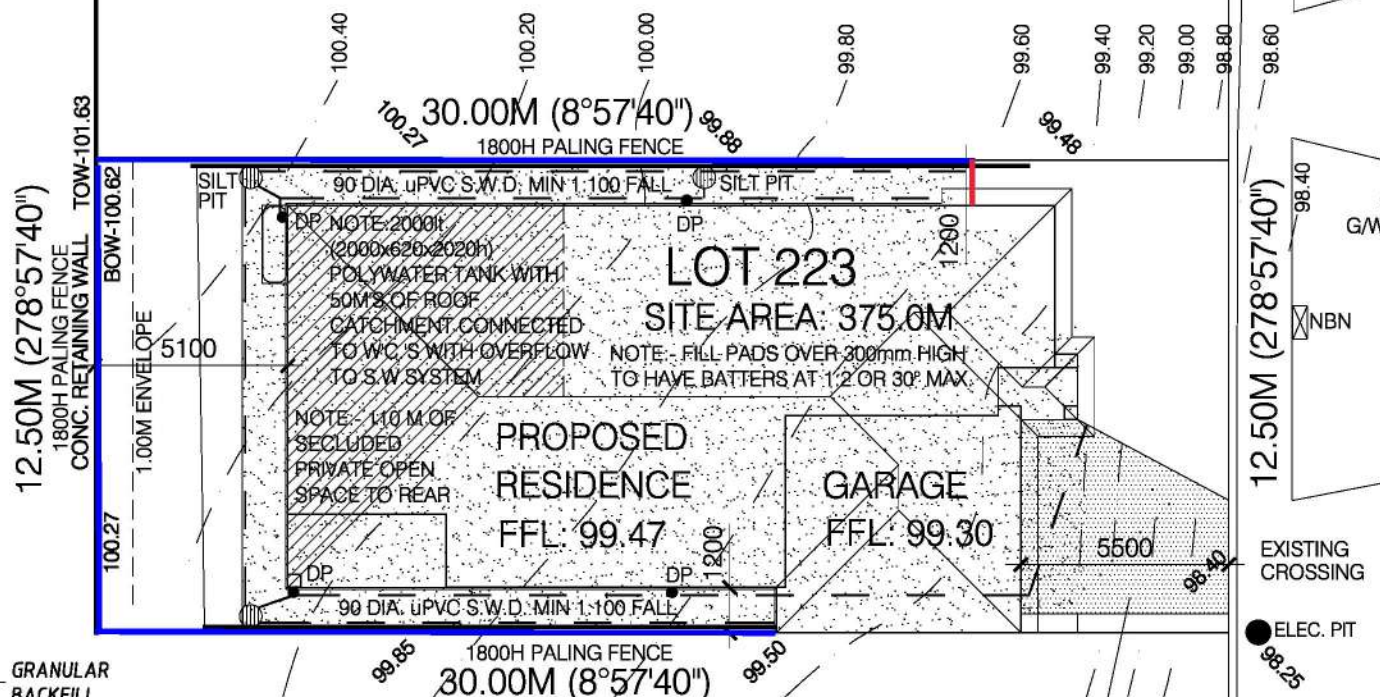 100.40
100.20
100.00
99.80
99.60
99.40
99.20
99.00
98.80
98.60
30.00M (8°57'40")
100.27
99.88
99.48
1800H PALING FENCE
12.50M (278°57'40")
1800H PALING FENCE
CONC. RETAINING WALL TOW-101.63
BOW-100.62
100.27
1.00M ENVELOPE
5100
SILT
PIT
90 DIA. uPVC S.W.D. MIN 1:100 FALL
SILT PIT
DP
DP
NOTE:2000lt
(2000x620x2020h)
POLYWATER TANK WITH
50M'S OF ROOF
CATCHMENT CONNECTED
TO WC'S WITH OVERFLOW
TO S.W SYSTEM
NOTE:- 110 M OF
SECLUDED
PRIVATE OPEN
SPACE TO REAR
LOT 223
SITE AREA: 375.0M
NOTE:- FILL PADS OVER 300mm HIGH
TO HAVE BATTERS AT 1:2 OR 30° MAX.
1200
PROPOSED
RESIDENCE
FFL: 99.47
GARAGE
FFL: 99.30
1200
5500
98.40
DP
DP
90 DIA. uPVC S.W.D. MIN 1:100 FALL
99.85
1800H PALING FENCE
99.50
30.00M (8°57'40")
12.50M (278°57'40")
98.40
G/W
NBN
EXISTING
CROSSING
ELEC. PIT
98.25
GRANULAR
BACKFILL